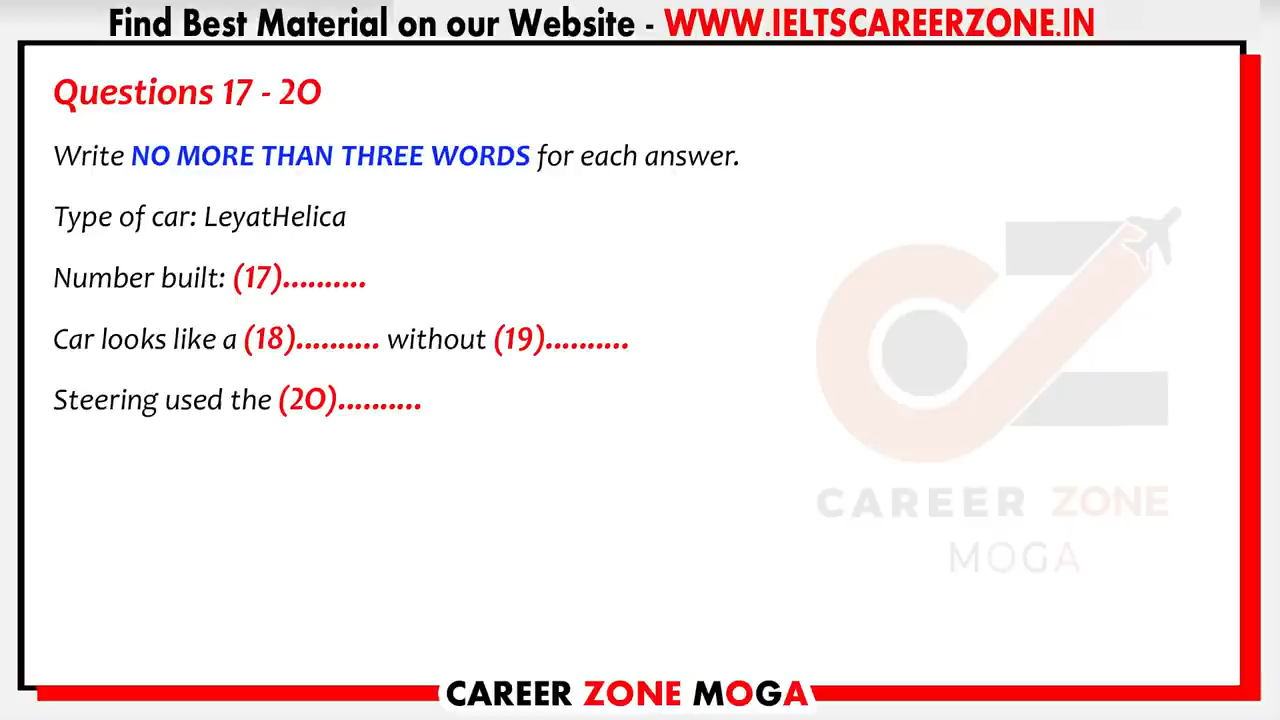 Find Best Material on our Website - WWW.IELTSCAREERZONE.IN
Questions 17 - 20
Write NO MORE THAN THREE WORDS for each answer.
Type of car: LeyatHelica
Number built: (17)..........
Car looks like a (18).......... without (19)..........
Steering used the (20)..........
CAREER ZONE
MOGA
CAREER ZONE MOGA